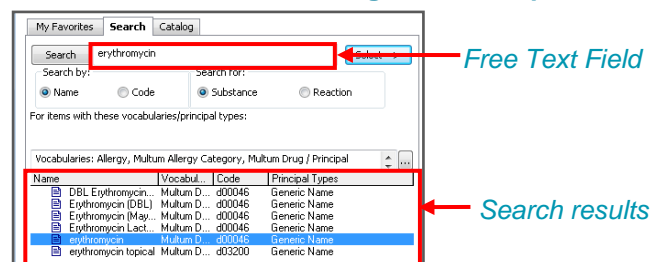 My Favorites Search Catalog
Search erythromycin
Free Text Field
Search by: Search for:
Name Code Substance Reaction
For items with these vocabularies/principal types:
Vocabularies: Allergy, Multum Allergy Category, Multum Drug / Principal ...
Name Vocabul... Code Principal Types
DBL Erythromycin... Multum D... d00046 Generic Name
Erythromycin (DBL) Multum D... d00046 Generic Name
Erythromycin (May... Multum D... d00046 Generic Name
Erythromycin Lact... Multum D... d00046 Generic Name
erythromycin Multum D... d00046 Generic Name
erythromycin topical Multum D... d03200 Generic Name
Search results